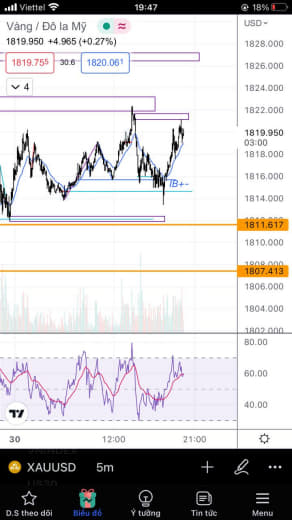 Viettel 19:47 18%
Vàng / Đô la Mỹ
USD
1819.950 +4.965 (+0.27%)
1819.755 30.6 1820.061
4
1828.000
1826.000
1824.000
1822.000
1819.950
03:00
1818.000
1816.000
IB+-
1814.000
1811.617
1810.000
1807.413
1806.000
1804.000
1802.000
80.00
60.00
40.00
30 12:00 21:00
XAUUSD 5m
D.S theo dõi Biểu đồ Ý tưởng Tin tức Menu